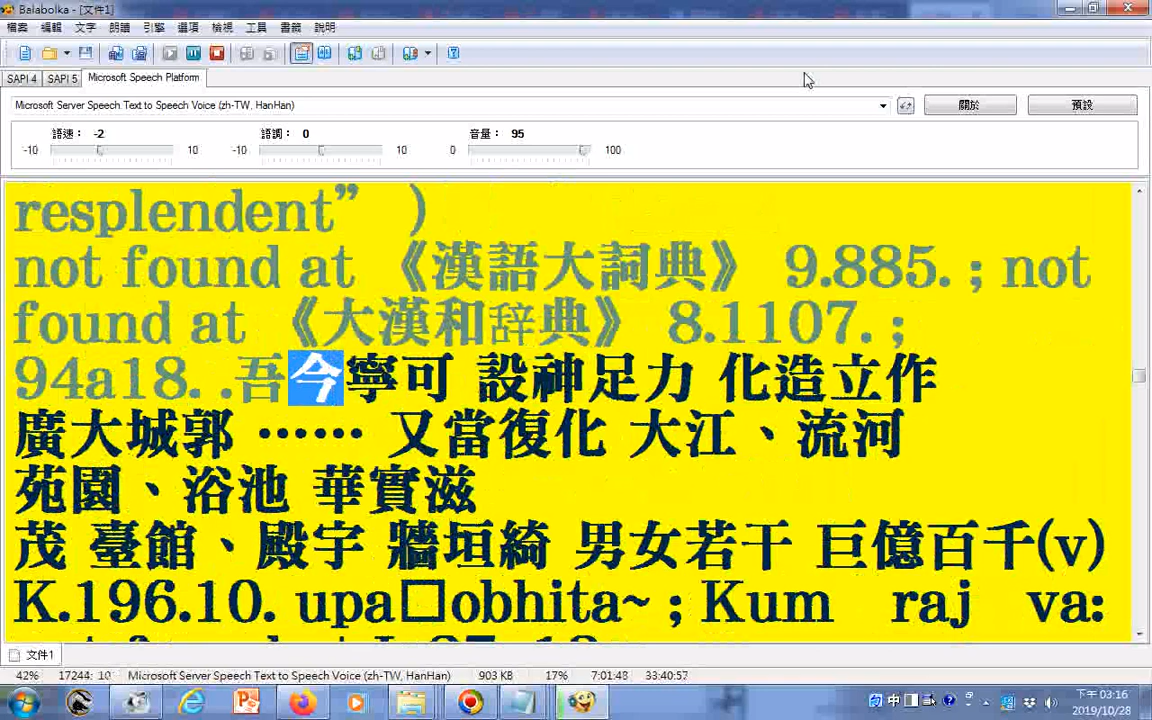 Balabolka - [文件1]
檔案 編輯 文字 朗讀 引擎 選項 檢視 工具 書籤 說明
SAPI 4 SAPI 5 Microsoft Speech Platform
Microsoft Server Speech Text to Speech Voice (zh-TW, HanHan) 關於 預設
語速： -2 語調： 0 音量： 95
-10 10 -10 10 0 100
resplendent” )
not found at 《漢語大詞典》 9.885. ; not
found at 《大漢和辞典》 8.1107. ;
94a18. .吾今寧可 設神足力 化造立作
廣大城郭 …… 又當復化 大江、流河
苑園、浴池 華實滋
茂 臺館、殿宇 牆垣綺 男女若干 巨億百千(v)
K.196.10. upa□obhita~ ; Kum raj va:
文件1
42% 17244: 10 Microsoft Server Speech Text to Speech Voice (zh-TW, HanHan) 903 KB 17% 7:01:48 33:40:57
中 下午 03:16
2019/10/28